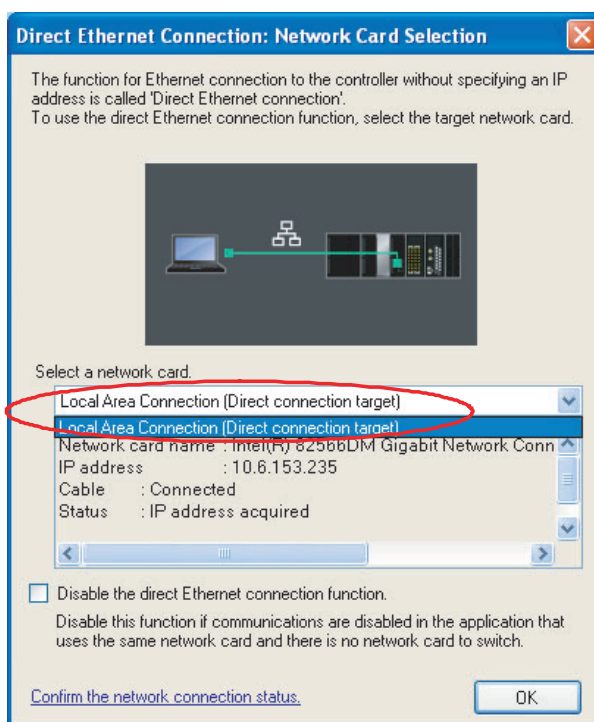 Direct Ethernet Connection: Network Card Selection
The function for Ethernet connection to the controller without specifying an IP
address is called 'Direct Ethernet connection'.
To use the direct Ethernet connection function, select the target network card.
Select a network card.
Local Area Connection (Direct connection target)
Local Area Connection (Direct connection target)
Network card name : Intel(R) 82566DM Gigabit Network Conn
IP address : 10.6.153.235
Cable : Connected
Status : IP address acquired
Disable the direct Ethernet connection function.
Disable this function if communications are disabled in the application that
uses the same network card and there is no network card to switch.
Confirm the network connection status.
OK